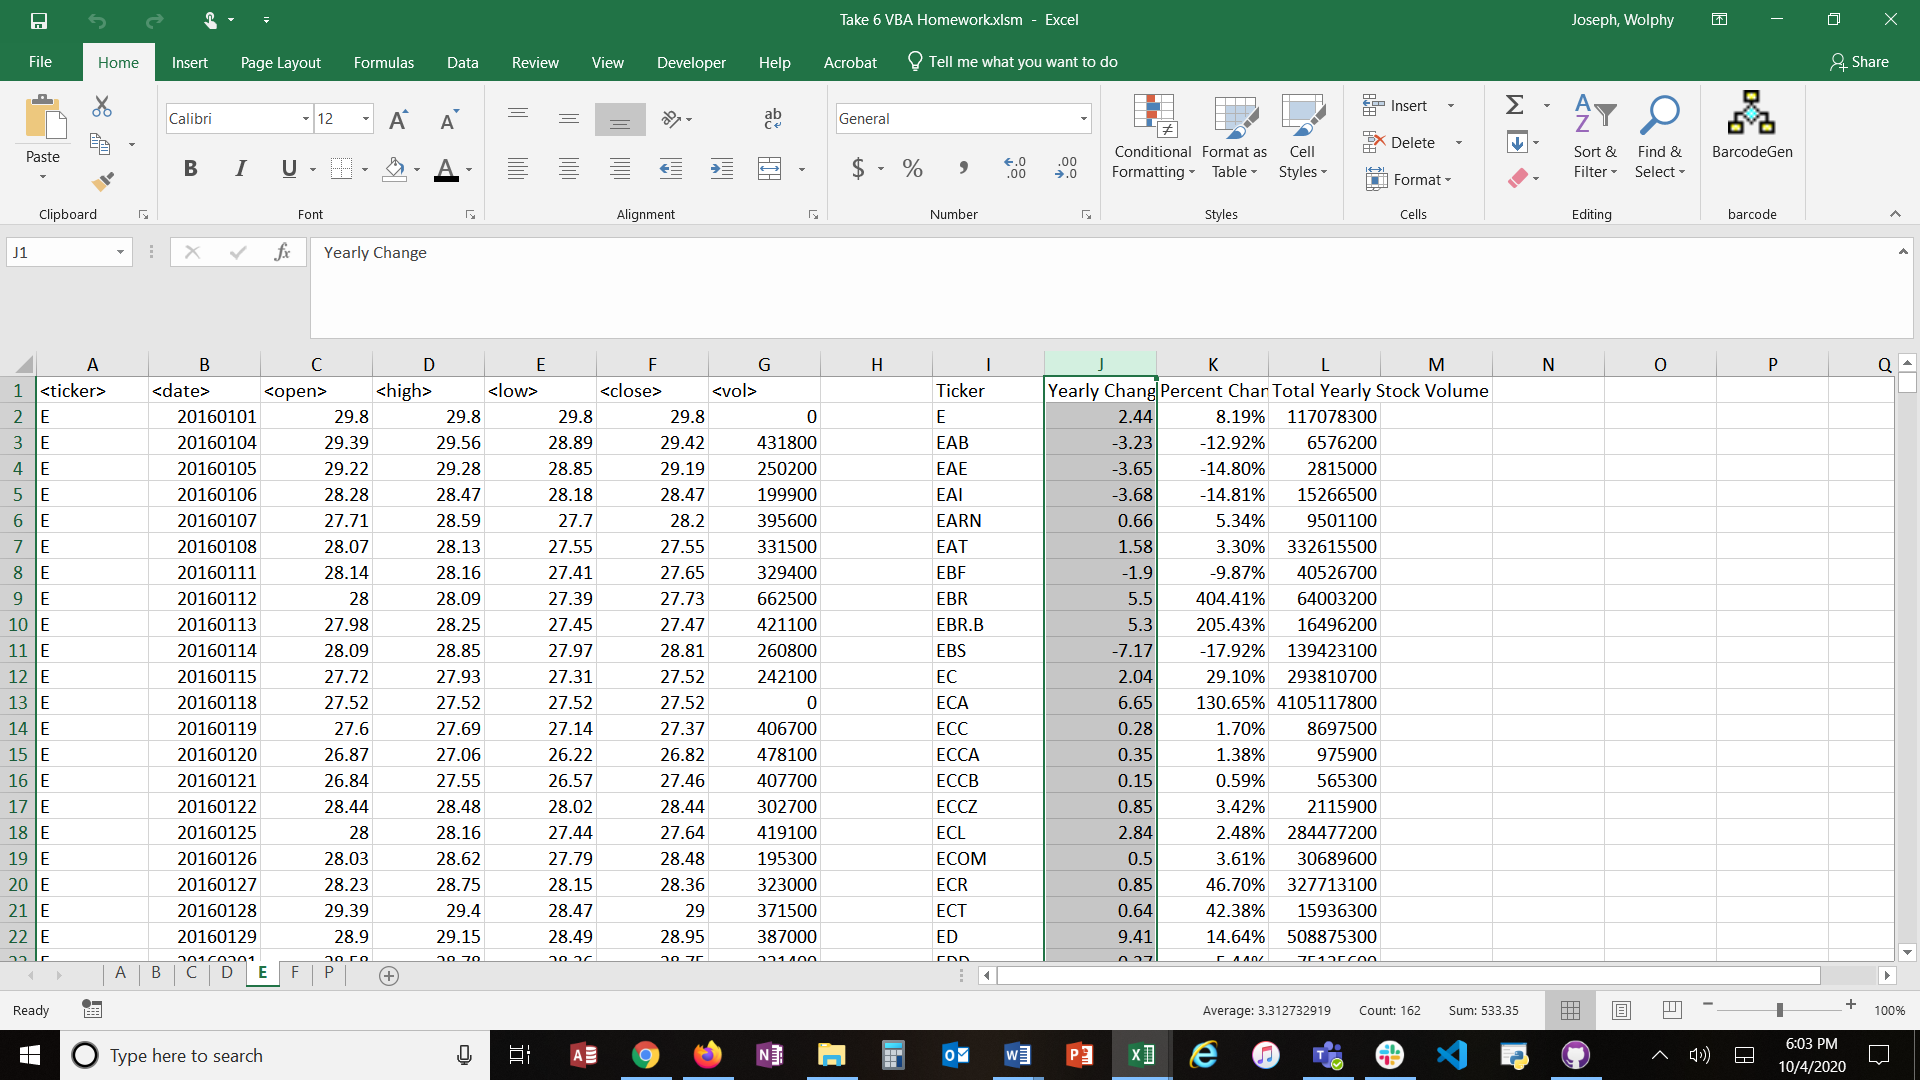 Take 6 VBA Homework.xlsm - Excel Joseph, Wolphy
File Home Insert Page Layout Formulas Data Review View Developer Help Acrobat Tell me what you want to do Share
Paste Calibri 12 ab c General Conditional Formatting Format as Table Cell Styles Insert Delete Format Sort & Filter Find & Select BarcodeGen
B I U A $ % , .0 .00 .00 .0
Clipboard Font Alignment Number Styles Cells Editing barcode
J1 fx Yearly Change
A B C D E F G H I J K L M N O P Q
1 <ticker> <date> <open> <high> <low> <close> <vol> Ticker Yearly Chang Percent Chan Total Yearly Stock Volume
2 E 20160101 29.8 29.8 29.8 29.8 0 E 2.44 8.19% 117078300
3 E 20160104 29.39 29.56 28.89 29.42 431800 EAB -3.23 -12.92% 6576200
4 E 20160105 29.22 29.28 28.85 29.19 250200 EAE -3.65 -14.80% 2815000
5 E 20160106 28.28 28.47 28.18 28.47 199900 EAI -3.68 -14.81% 15266500
6 E 20160107 27.71 28.59 27.7 28.2 395600 EARN 0.66 5.34% 9501100
7 E 20160108 28.07 28.13 27.55 27.55 331500 EAT 1.58 3.30% 332615500
8 E 20160111 28.14 28.16 27.41 27.65 329400 EBF -1.9 -9.87% 40526700
9 E 20160112 28 28.09 27.39 27.73 662500 EBR 5.5 404.41% 64003200
10 E 20160113 27.98 28.25 27.45 27.47 421100 EBR.B 5.3 205.43% 16496200
11 E 20160114 28.09 28.85 27.97 28.81 260800 EBS -7.17 -17.92% 139423100
12 E 20160115 27.72 27.93 27.31 27.52 242100 EC 2.04 29.10% 293810700
13 E 20160118 27.52 27.52 27.52 27.52 0 ECA 6.65 130.65% 4105117800
14 E 20160119 27.6 27.69 27.14 27.37 406700 ECC 0.28 1.70% 8697500
15 E 20160120 26.87 27.06 26.22 26.82 478100 ECCA 0.35 1.38% 975900
16 E 20160121 26.84 27.55 26.57 27.46 407700 ECCB 0.15 0.59% 565300
17 E 20160122 28.44 28.48 28.02 28.44 302700 ECCZ 0.85 3.42% 2115900
18 E 20160125 28 28.16 27.44 27.64 419100 ECL 2.84 2.48% 284477200
19 E 20160126 28.03 28.62 27.79 28.48 195300 ECOM 0.5 3.61% 30689600
20 E 20160127 28.23 28.75 28.15 28.36 323000 ECR 0.85 46.70% 327713100
21 E 20160128 29.39 29.4 28.47 29 371500 ECT 0.64 42.38% 15936300
22 E 20160129 28.9 29.15 28.49 28.95 387000 ED 9.41 14.64% 508875300
A B C D E F P
Ready Average: 3.312732919 Count: 162 Sum: 533.35 100%
Type here to search 6:03 PM
10/4/2020